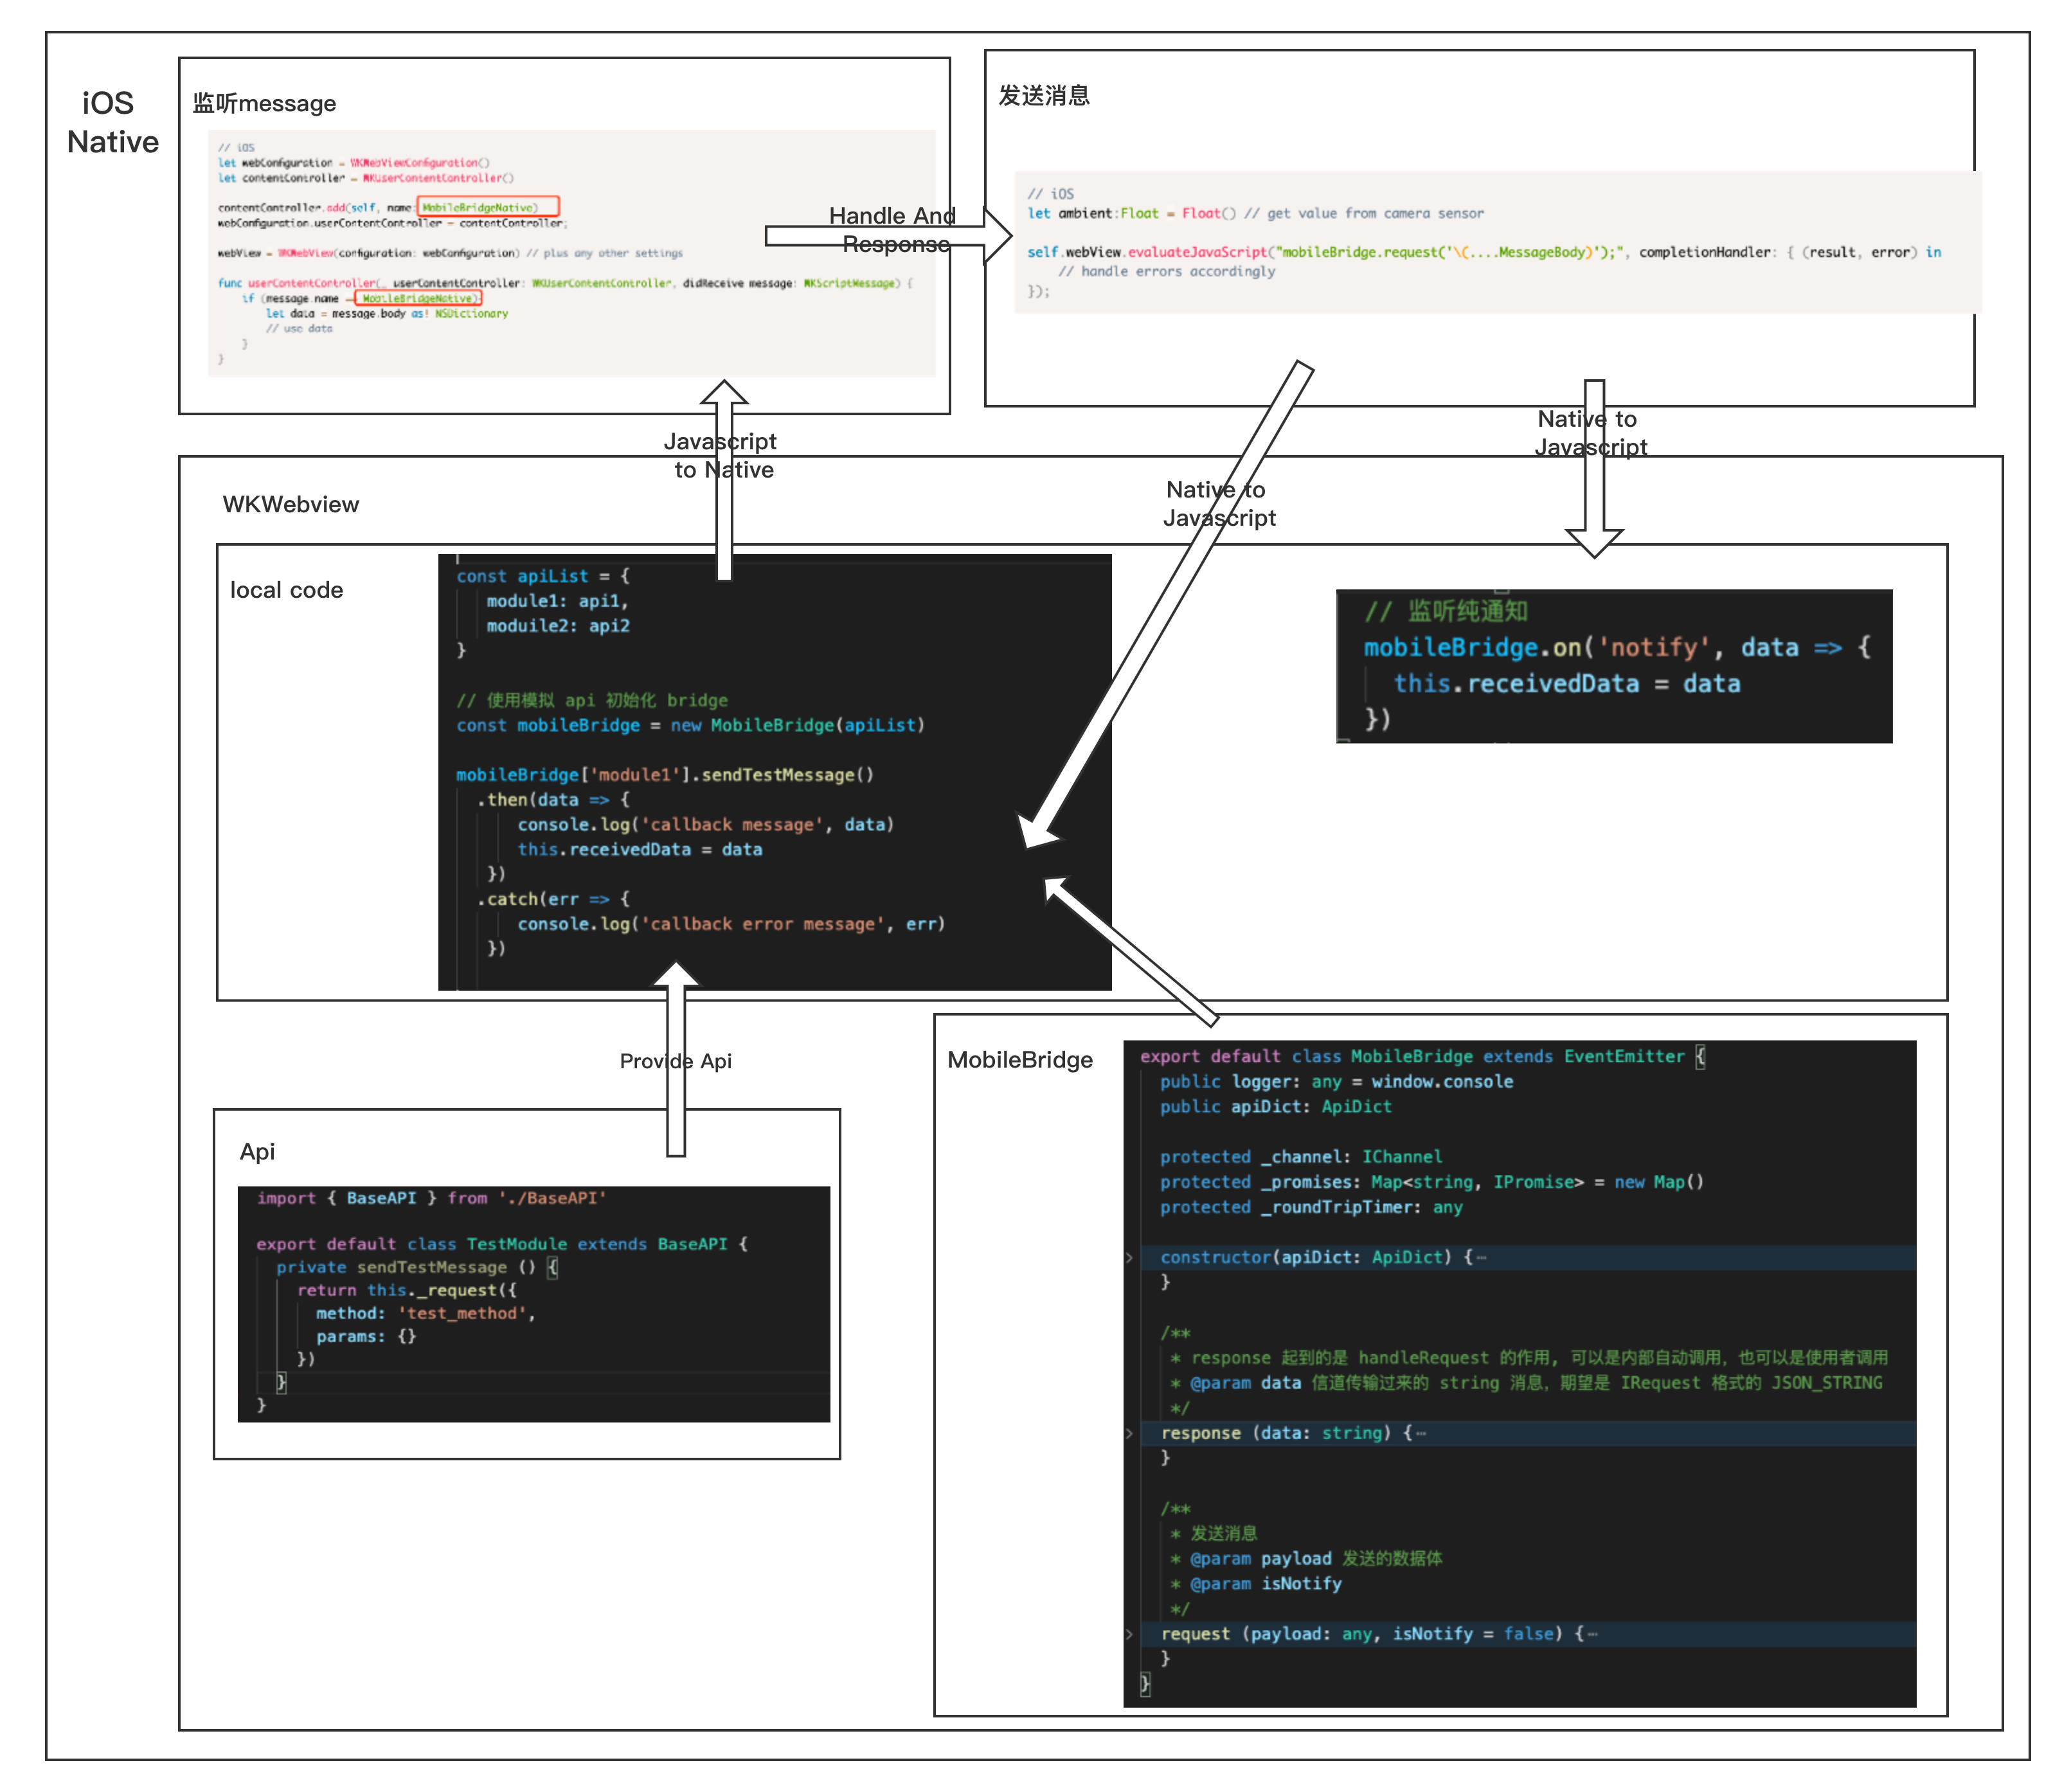 iOS
Native
监听message
// iOS
let webConfiguration = WKWebViewConfiguration()
let contentController = WKUserContentController()
contentController.add(self, name: MobileBridgeNative)
webConfiguration.userContentController = contentController;
webView = WKWebView(configuration: webConfiguration) // plus any other settings
func userContentController(_ userContentController: WKUserContentController, didReceive message: WKScriptMessage) {
if (message.name == MobileBridgeNative){
let data = message.body as! NSDictionary
// use data
}
}
Handle And
Response
发送消息
// iOS
let ambient:Float = Float() // get value from camera sensor
self.webView.evaluateJavaScript("mobileBridge.request('\(....MessageBody)');", completionHandler: { (result, error) in
// handle errors accordingly
});
Javascript
to Native
Native to
Javascript
Native to
Javascript
WKWebview
local code
const apiList = {
module1: api1,
moduile2: api2
}
// 使用模拟 api 初始化 bridge
const mobileBridge = new MobileBridge(apiList)
mobileBridge['module1'].sendTestMessage()
.then(data => {
console.log('callback message', data)
this.receivedData = data
})
.catch(err => {
console.log('callback error message', err)
})
// 监听纯通知
mobileBridge.on('notify', data => {
this.receivedData = data
})
Provide Api
Api
import { BaseAPI } from './BaseAPI'
export default class TestModule extends BaseAPI {
private sendTestMessage () {
return this._request({
method: 'test_method',
params: {}
})
}
}
MobileBridge
export default class MobileBridge extends EventEmitter {
public logger: any = window.console
public apiDict: ApiDict
protected _channel: IChannel
protected _promises: Map<string, IPromise> = new Map()
protected _roundTripTimer: any
constructor(apiDict: ApiDict) {⋯
}
/**
* response 起到的是 handleRequest 的作用, 可以是内部自动调用, 也可以是使用者调用
* @param data 信道传输过来的 string 消息, 期望是 IRequest 格式的 JSON_STRING
*/
response (data: string) {⋯
}
/**
* 发送消息
* @param payload 发送的数据体
* @param isNotify
*/
request (payload: any, isNotify = false) {⋯
}
}